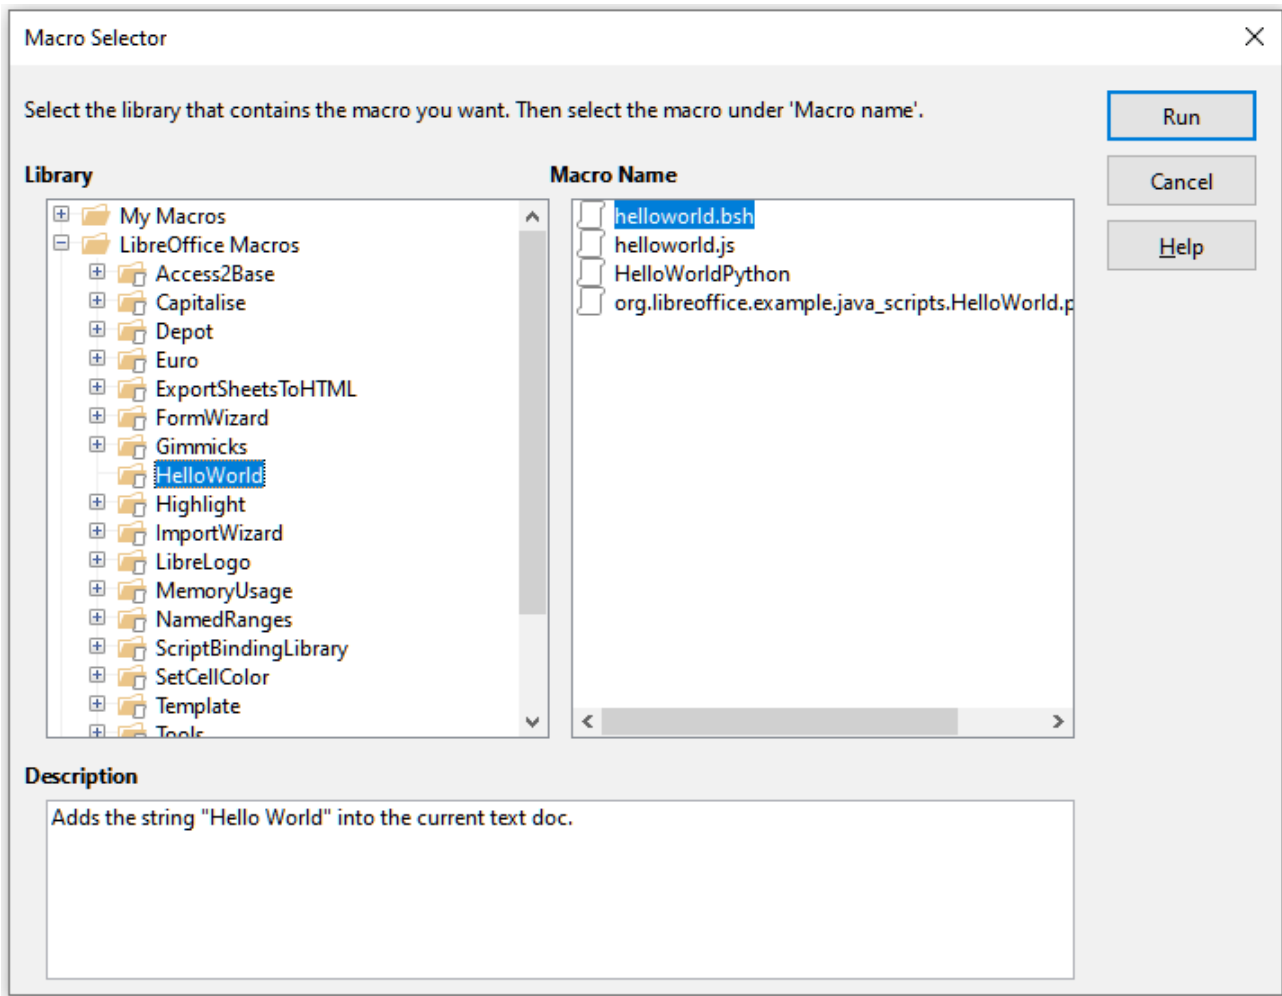 Macro Selector
Select the library that contains the macro you want. Then select the macro under 'Macro name'.
Run
Cancel
Help
Library
My Macros
LibreOffice Macros
Access2Base
Capitalise
Depot
Euro
ExportSheetsToHTML
FormWizard
Gimmicks
HelloWorld
Highlight
ImportWizard
LibreLogo
MemoryUsage
NamedRanges
ScriptBindingLibrary
SetCellColor
Template
Tools
Macro Name
helloworld.bsh
helloworld.js
HelloWorldPython
org.libreoffice.example.java_scripts.HelloWorld.p
Description
Adds the string "Hello World" into the current text doc.